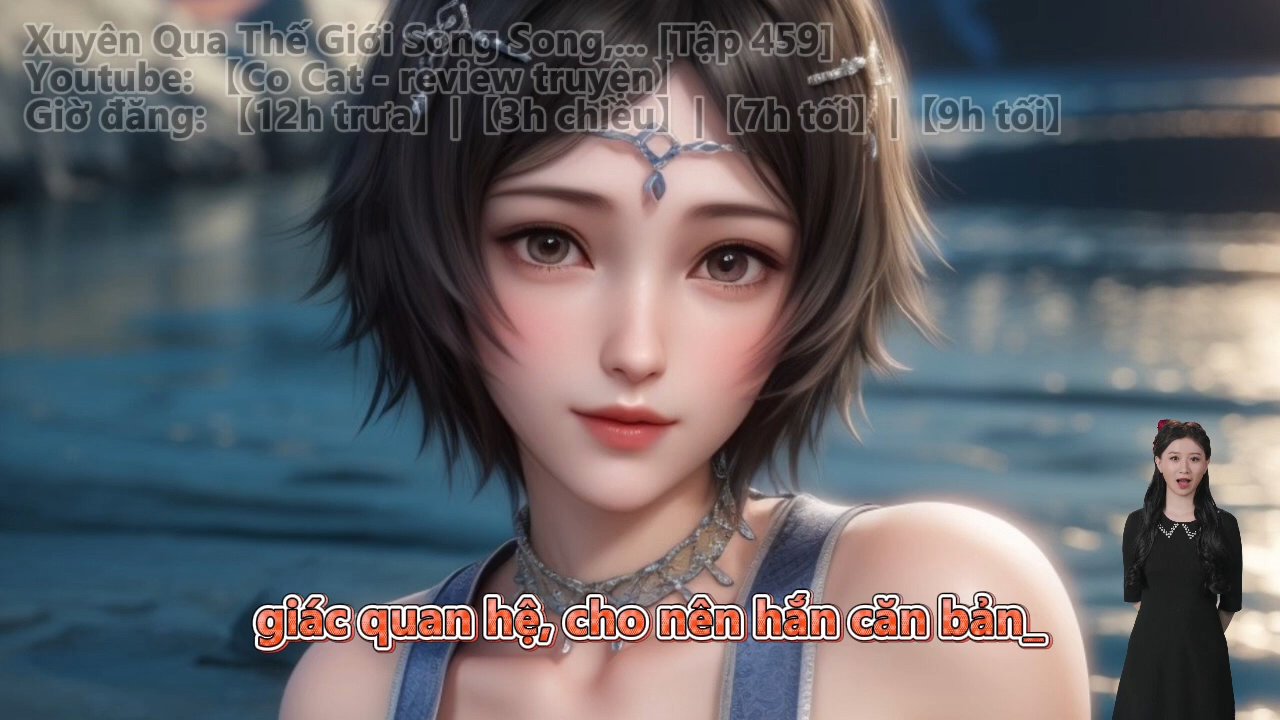 Xuyên Qua Thế Giới Song Song,... [Tập 459]
Youtube: 【Cọ Cat - review truyện】
Giờ đăng: 【12h trưa】 | 【3h chiều】 | 【7h tối】 | 【9h tối】
giác quan hệ, cho nên hắn căn bản_